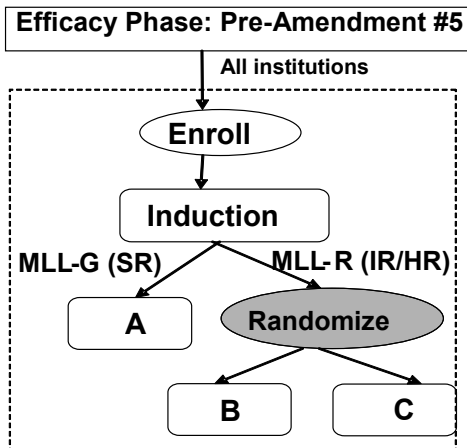 Efficacy Phase: Pre-Amendment #5
All institutions
Enroll
Induction
MLL-G (SR)
MLL-R (IR/HR)
A
Randomize
B
C